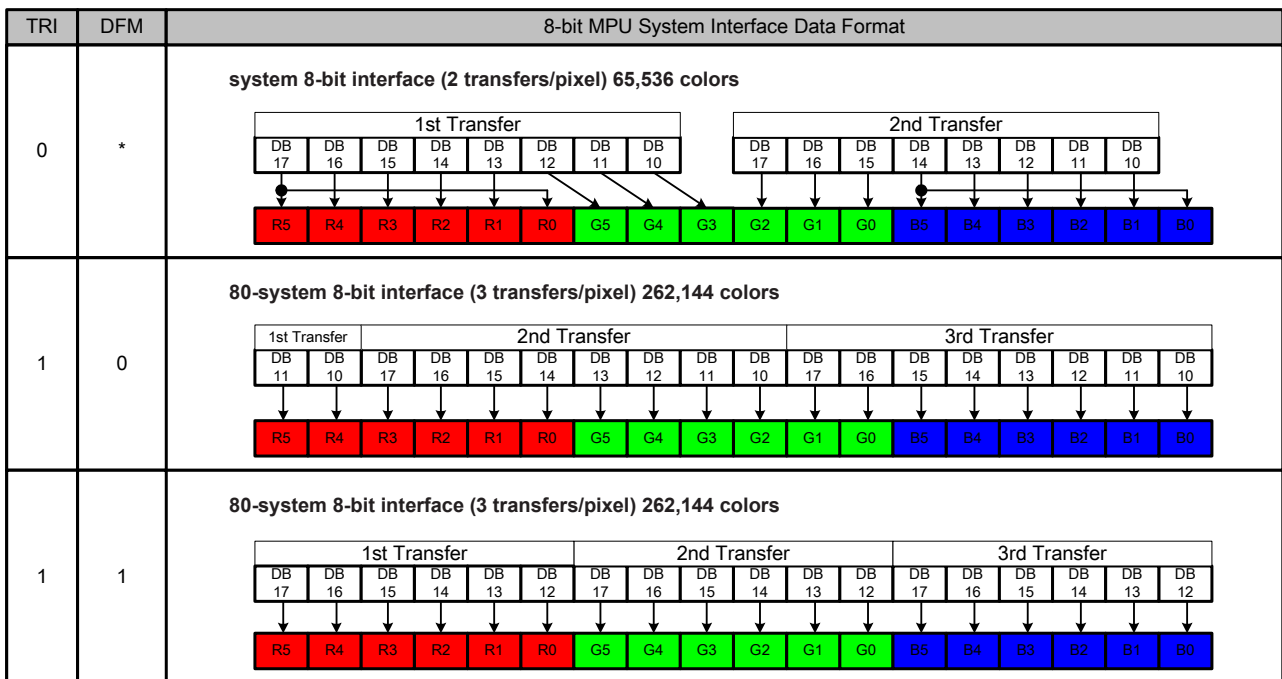 TRI DFM 8-bit MPU System Interface Data Format
system 8-bit interface (2 transfers/pixel) 65,536 colors
1st Transfer 2nd Transfer
DB DB DB DB DB DB DB DB DB DB DB DB DB DB DB DB
17 16 15 14 13 12 11 10 17 16 15 14 13 12 11 10
0 *
R5 R4 R3 R2 R1 R0 G5 G4 G3 G2 G1 G0 B5 B4 B3 B2 B1 B0
80-system 8-bit interface (3 transfers/pixel) 262,144 colors
1st Transfer 2nd Transfer 3rd Transfer
DB DB DB DB DB DB DB DB DB DB DB DB DB DB DB DB DB DB
11 10 17 16 15 14 13 12 11 10 17 16 15 14 13 12 11 10
1 0
R5 R4 R3 R2 R1 R0 G5 G4 G3 G2 G1 G0 B5 B4 B3 B2 B1 B0
80-system 8-bit interface (3 transfers/pixel) 262,144 colors
1st Transfer 2nd Transfer 3rd Transfer
DB DB DB DB DB DB DB DB DB DB DB DB DB DB DB DB DB DB
17 16 15 14 13 12 17 16 15 14 13 12 17 16 15 14 13 12
1 1
R5 R4 R3 R2 R1 R0 G5 G4 G3 G2 G1 G0 B5 B4 B3 B2 B1 B0